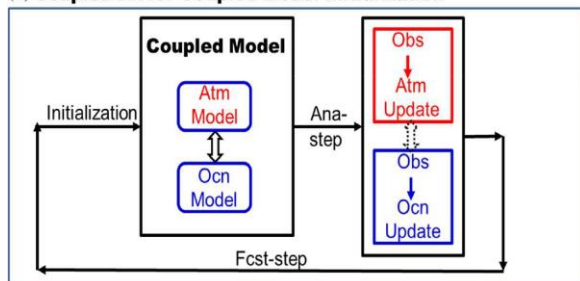 Coupled Model
Atm
Model
Ocn
Model
Initialization
Ana-
step
Obs
Atm
Update
Obs
Ocn
Update
Fcst-step